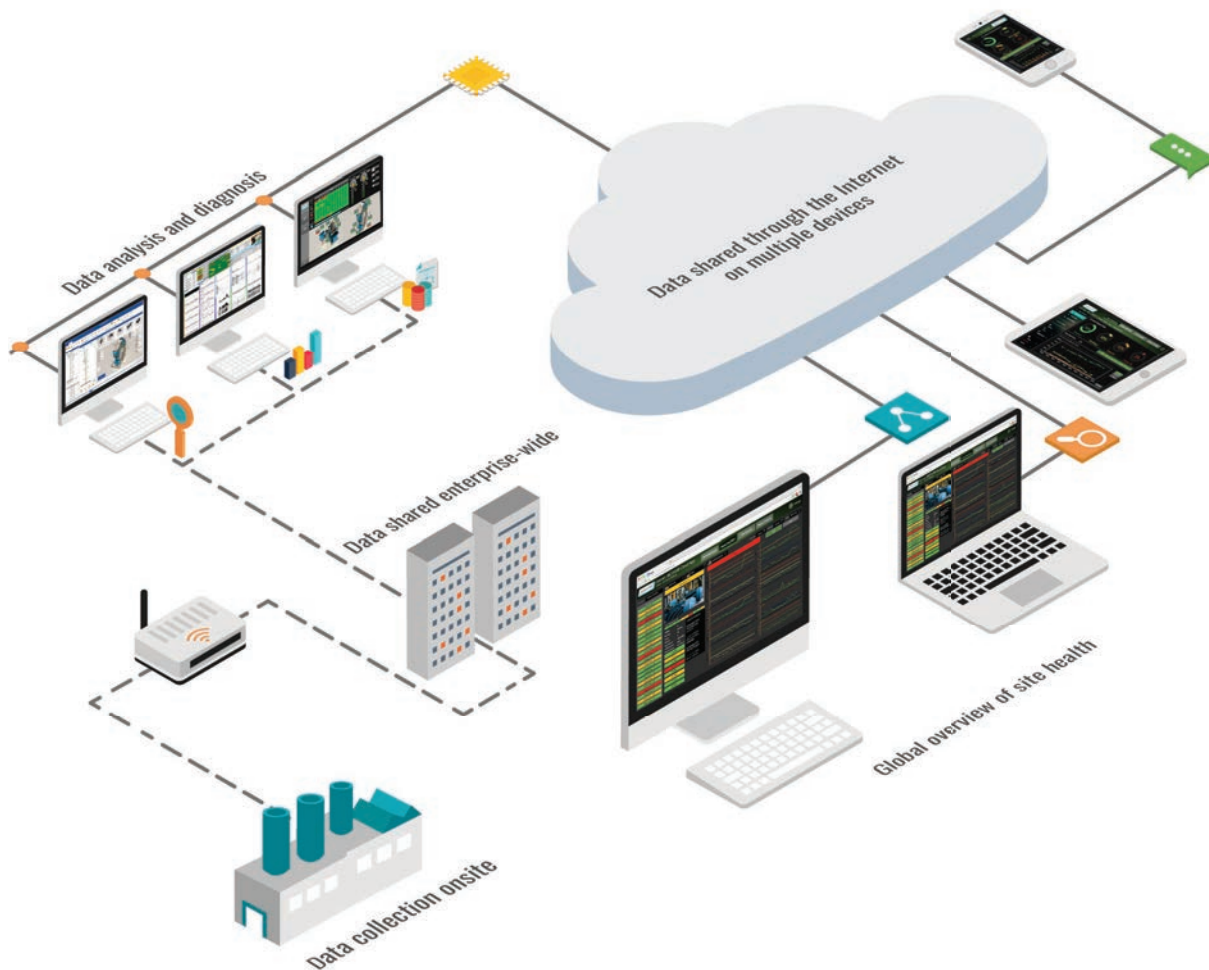 Data analysis and diagnosis
Data shared through the Internet
on multiple devices
Data shared enterprise-wide
Global overview of site health
Data collection onsite